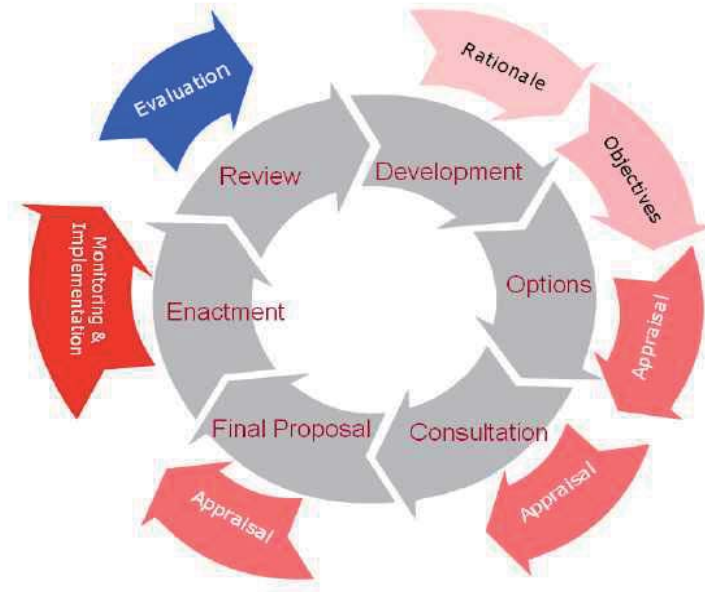 Evaluation
Rationale
Objectives
Review
Development
Monitoring &
Implementation
Enactment
Options
Appraisal
Final Proposal
Consultation
Appraisal
Appraisal